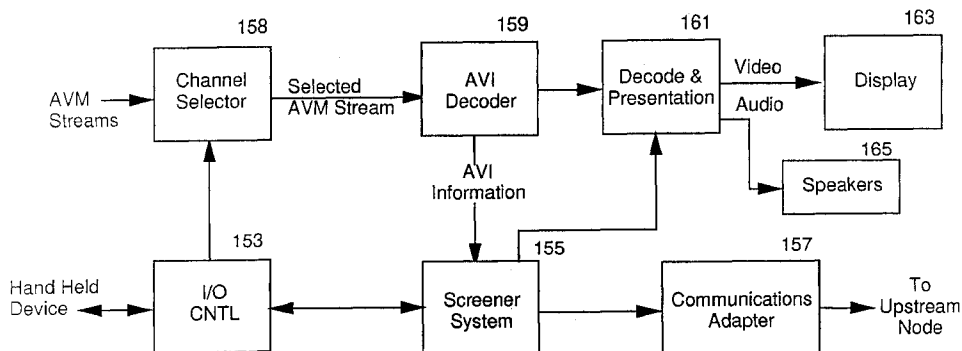 158
159
161
163
Channel
Selector
AVI
Decoder
Decode &
Presentation
Display
AVM
Streams
Selected
AVM Stream
Video
Audio
165
Speakers
AVI
Information
153
155
157
Hand Held
Device
I/O
CNTL
Screener
System
Communications
Adapter
To
Upstream
Node